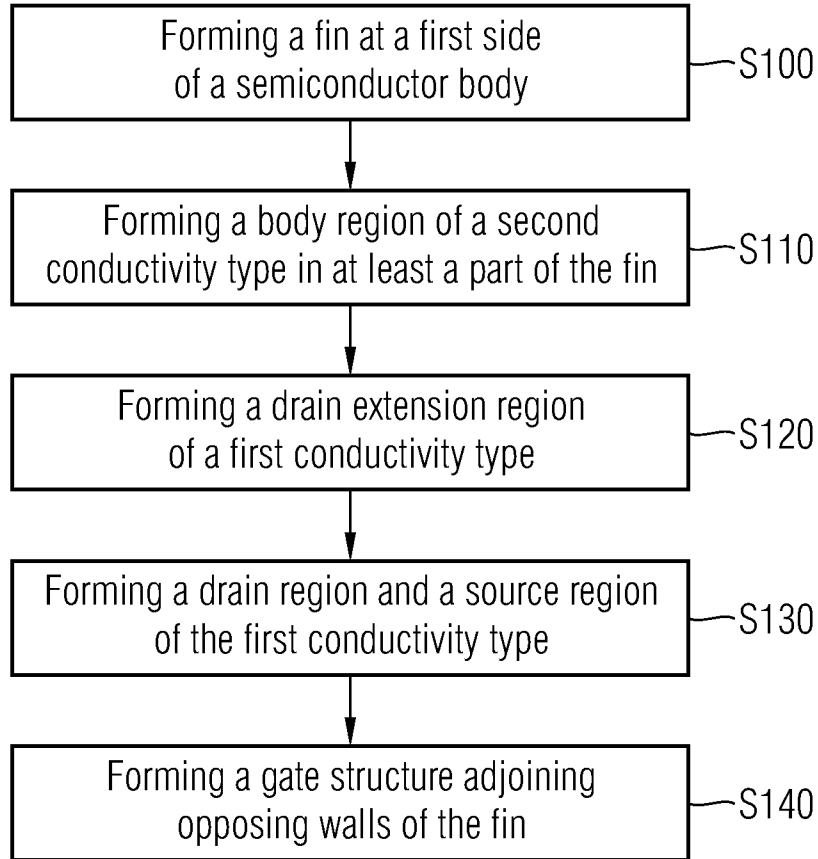 Forming a fin at a first side
of a semiconductor body
S100
Forming a body region of a second
conductivity type in at least a part of the fin
S110
Forming a drain extension region
of a first conductivity type
S120
Forming a drain region and a source region
of the first conductivity type
S130
Forming a gate structure adjoining
opposing walls of the fin
S140